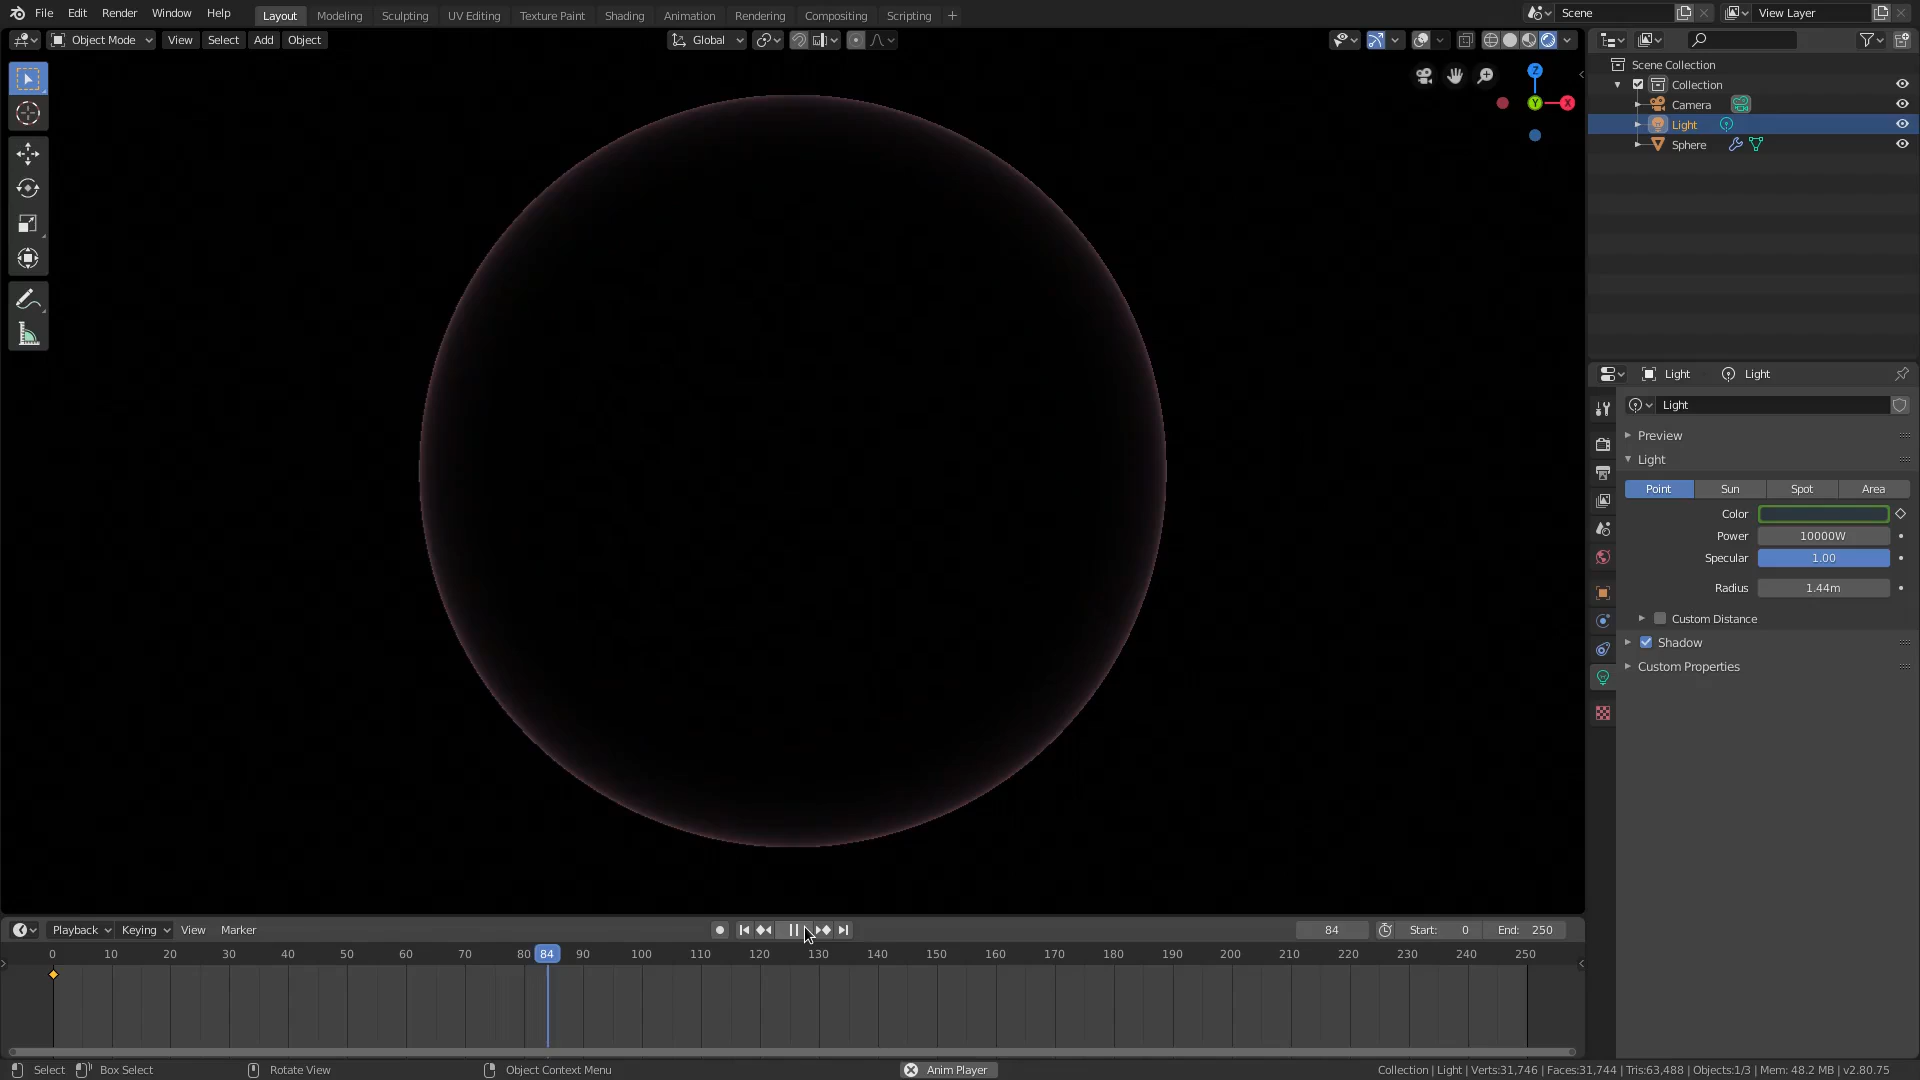 File Edit Render Window Help Layout Modeling Sculpting UV Editing Texture Paint Shading Animation Rendering Compositing Scripting + Scene View Layer
Object Mode View Select Add Object Global
Z
Y X
Scene Collection
Collection
Camera
Light
Sphere
Light Light
Light
Preview
Light
Point Sun Spot Area
Color
Power 10000W
Specular 1.00
Radius 1.44m
Custom Distance
Shadow
Custom Properties
Playback Keying View Marker 84 Start: 0 End: 250
0 10 20 30 40 50 60 70 80 84 90 100 110 120 130 140 150 160 170 180 190 200 210 220 230 240 250
Select Box Select Rotate View Object Context Menu Anim Player Collection | Light | Verts:31,746 | Faces:31,744 | Tris:63,488 | Objects:1/3 | Mem: 48.2 MB | v2.80.75